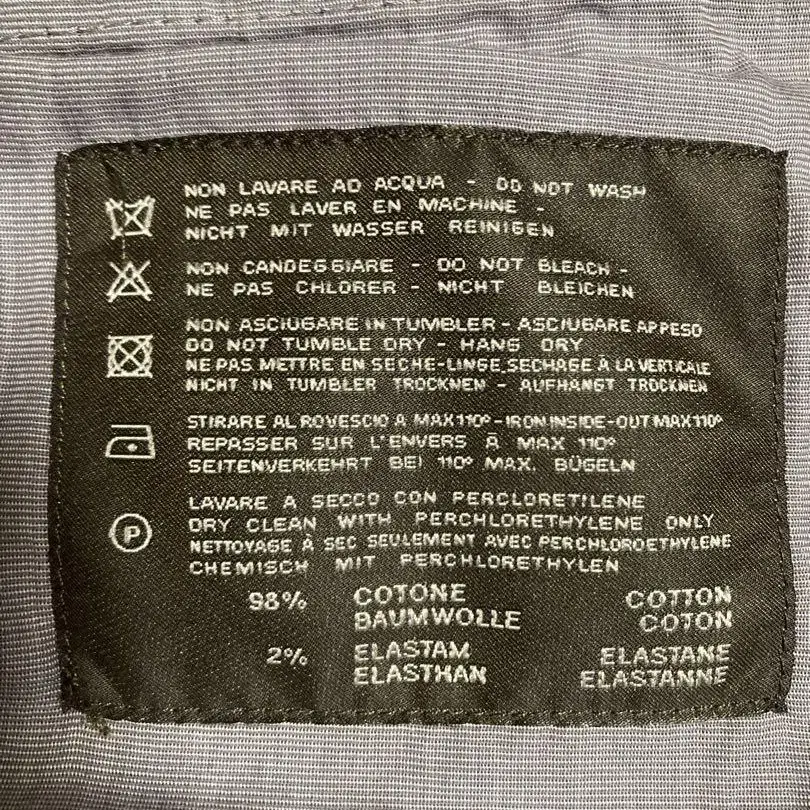 NON LAVARE AD ACQUA - DO NOT WASH
NE PAS LAVER EN MACHINE -
NICHT MIT WASSER REINIGEN
NON CANDEGGIARE - DO NOT BLEACH -
NE PAS CHLORER - NICHT BLEICHEN
NON ASCIUGARE IN TUMBLER - ASCIUGARE APPESO
DO NOT TUMBLE DRY - HANG DRY
NE PAS METTRE EN SECHE-LINGE SECHAGE À LA VERTICALE
NICHT IN TUMBLER TROCKNEN - AUFHÄNGT TROCKNEN
STIRARE AL ROVESCIO A MAX 110° - IRON INSIDE-OUT MAX 110°
REPASSER SUR L'ENVERS À MAX 110°
SEITENVERKEHRT BEI 110° MAX. BÜGELN
P
LAVARE A SECCO CON PERCLORETILENE
DRY CLEAN WITH PERCHLORETHYLENE ONLY
NETTOYAGE À SEC SEULEMENT AVEC PERCHLOROETHYLENE
CHEMISCH MIT PERCHLORETHYLEN
98% COTONE COTTON
BAUMWOLLE COTON
2% ELASTAM ELASTANE
ELASTHAN ELASTANNE